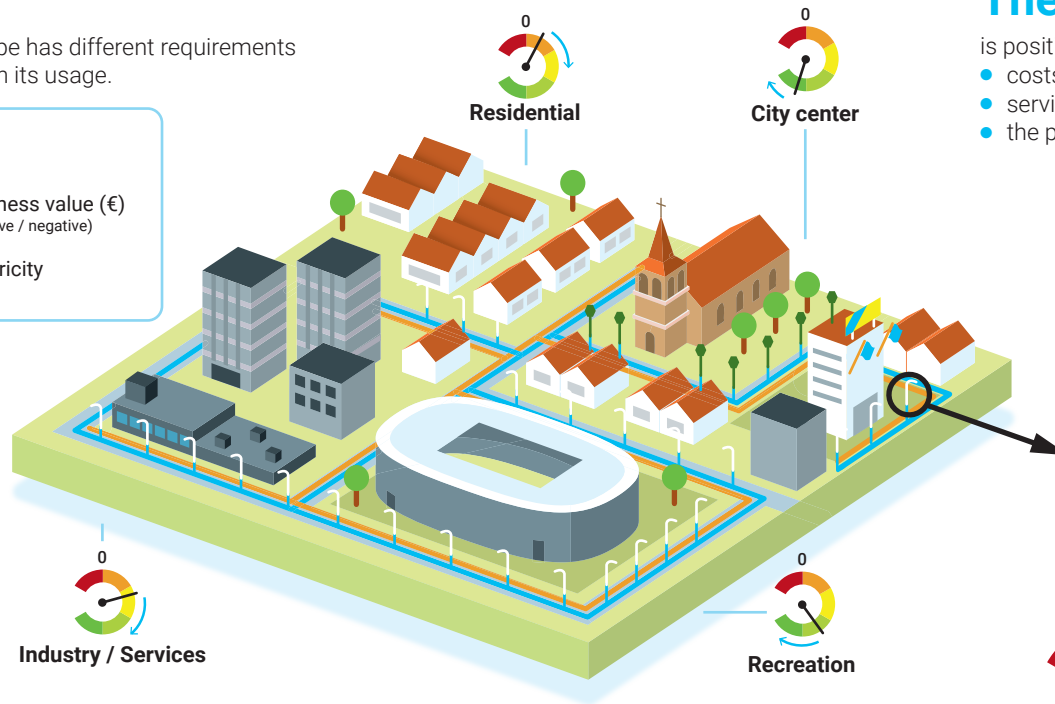 The
pe has different requirements
n its usage.
is posit
costs
servi
the p
ness value (€)
ve / negative)
ricity
0
Residential
0
City center
0
Industry / Services
0
Recreation